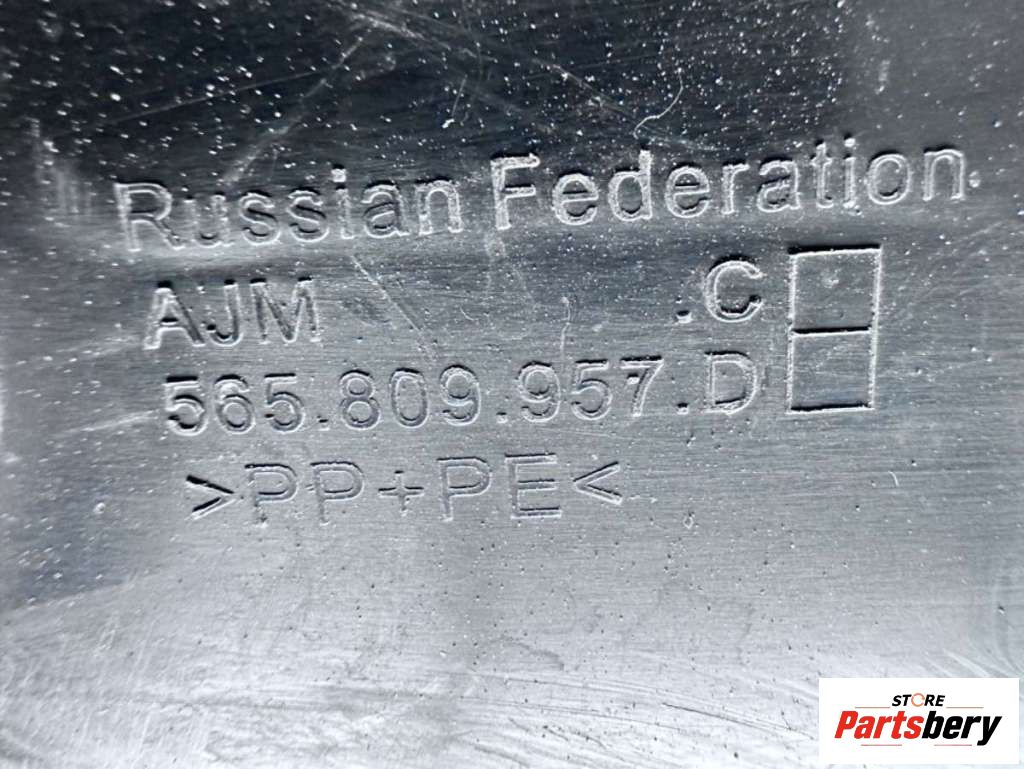 Russian Federation
AJM .C
565.809.957.D
>PP+PE<
STORE
Partsbery